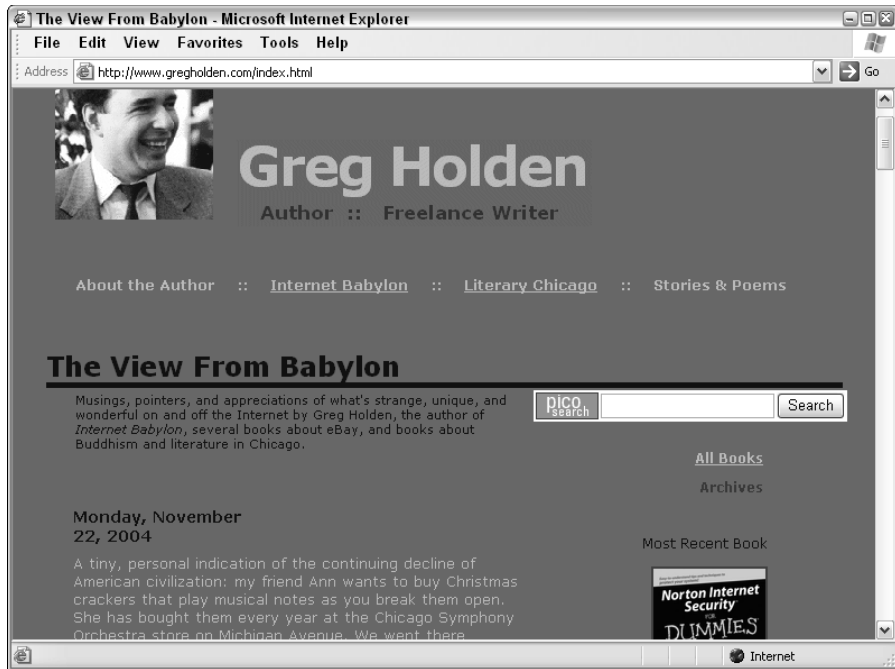 The View From Babylon - Microsoft Internet Explorer
File Edit View Favorites Tools Help
Address http://www.gregholden.com/index.html Go
Greg Holden
Author :: Freelance Writer
About the Author :: Internet Babylon :: Literary Chicago :: Stories & Poems
The View From Babylon
Musings, pointers, and appreciations of what's strange, unique, and
wonderful on and off the Internet by Greg Holden, the author of
Internet Babylon, several books about eBay, and books about
Buddhism and literature in Chicago.
pico
search
Search
All Books
Archives
Monday, November
22, 2004
A tiny, personal indication of the continuing decline of
American civilization: my friend Ann wants to buy Christmas
crackers that play musical notes as you break them open.
She has bought them every year at the Chicago Symphony
Orchestra store on Michigan Avenue. We went there
Most Recent Book
Norton Internet
Security
DUMMIES
Internet